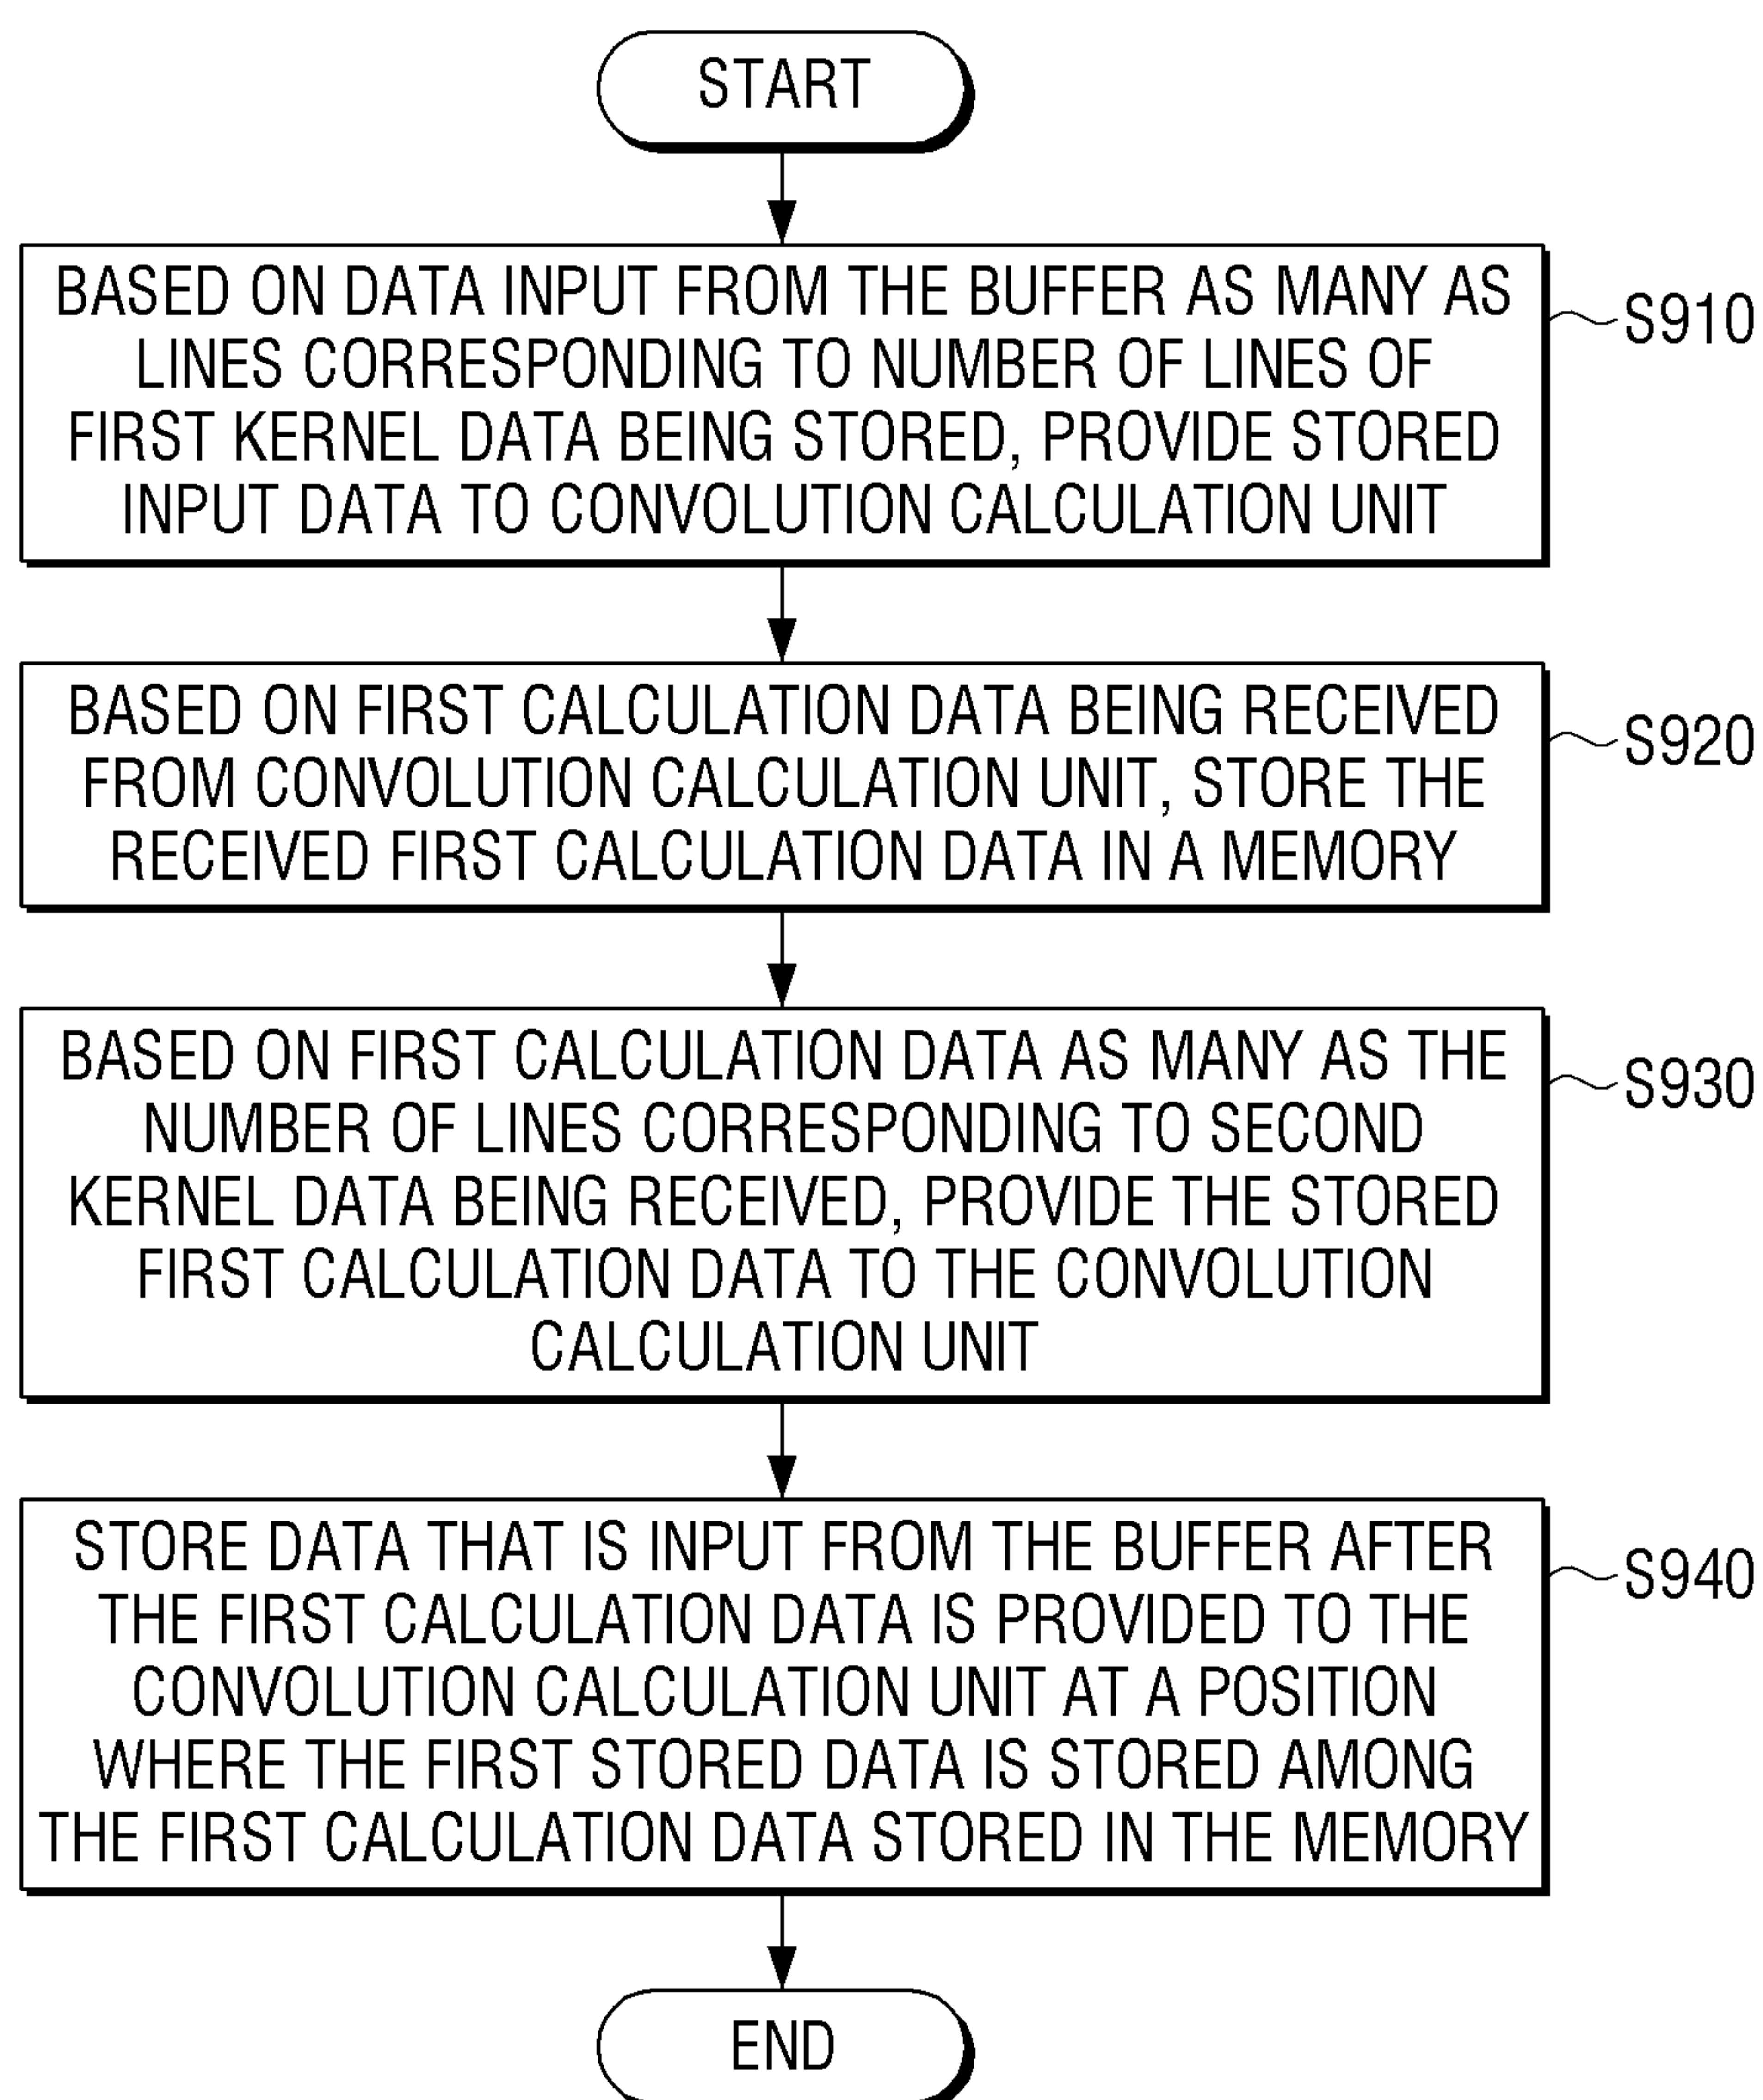 START
BASED ON DATA INPUT FROM THE BUFFER AS MANY AS
LINES CORRESPONDING TO NUMBER OF LINES OF
FIRST KERNEL DATA BEING STORED, PROVIDE STORED
INPUT DATA TO CONVOLUTION CALCULATION UNIT
S910
BASED ON FIRST CALCULATION DATA BEING RECEIVED
FROM CONVOLUTION CALCULATION UNIT, STORE THE
RECEIVED FIRST CALCULATION DATA IN A MEMORY
S920
BASED ON FIRST CALCULATION DATA AS MANY AS THE
NUMBER OF LINES CORRESPONDING TO SECOND
KERNEL DATA BEING RECEIVED, PROVIDE THE STORED
FIRST CALCULATION DATA TO THE CONVOLUTION
CALCULATION UNIT
S930
STORE DATA THAT IS INPUT FROM THE BUFFER AFTER
THE FIRST CALCULATION DATA IS PROVIDED TO THE
CONVOLUTION CALCULATION UNIT AT A POSITION
WHERE THE FIRST STORED DATA IS STORED AMONG
THE FIRST CALCULATION DATA STORED IN THE MEMORY
S940
END